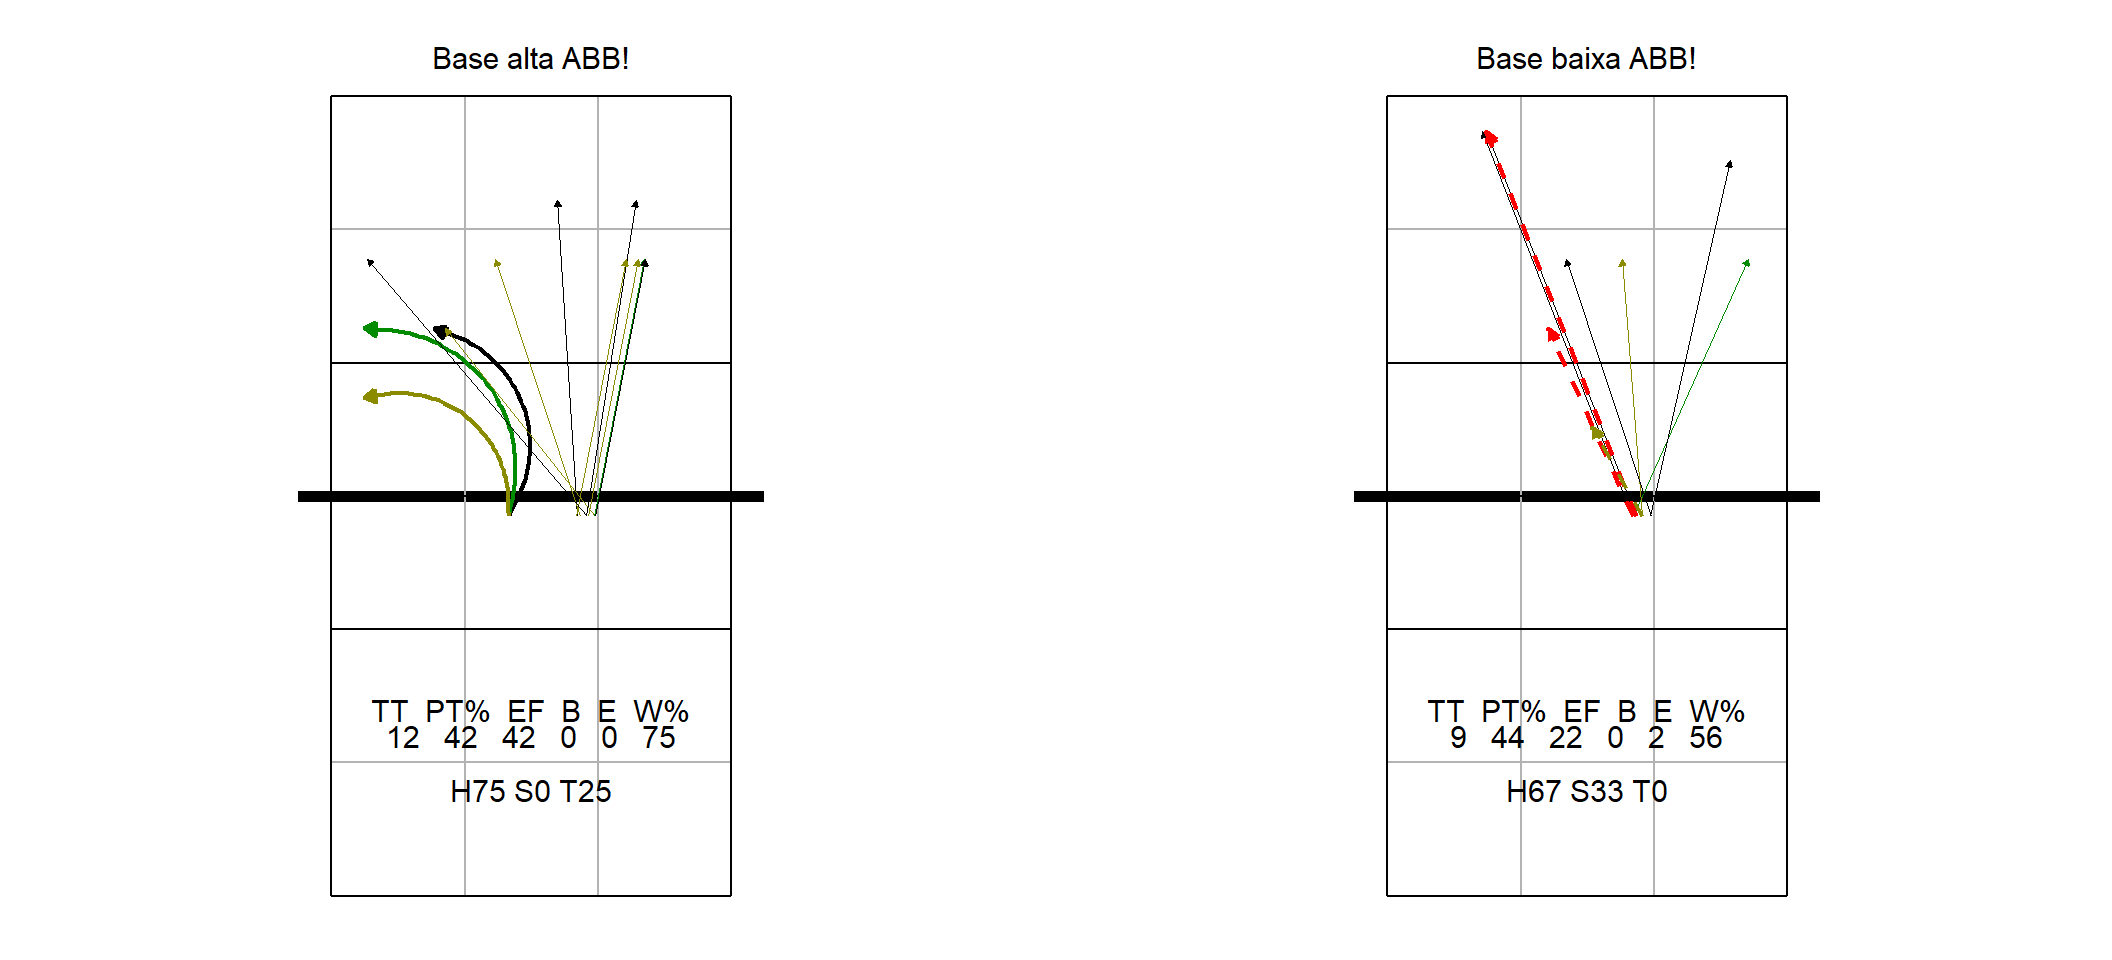 Base alta ABB!
TT PT% EF B E W%
12 42 42 0 0 75
H75 S0 T25
Base baixa ABB!
TT PT% EF B E W%
9 44 22 0 2 56
H67 S33 T0